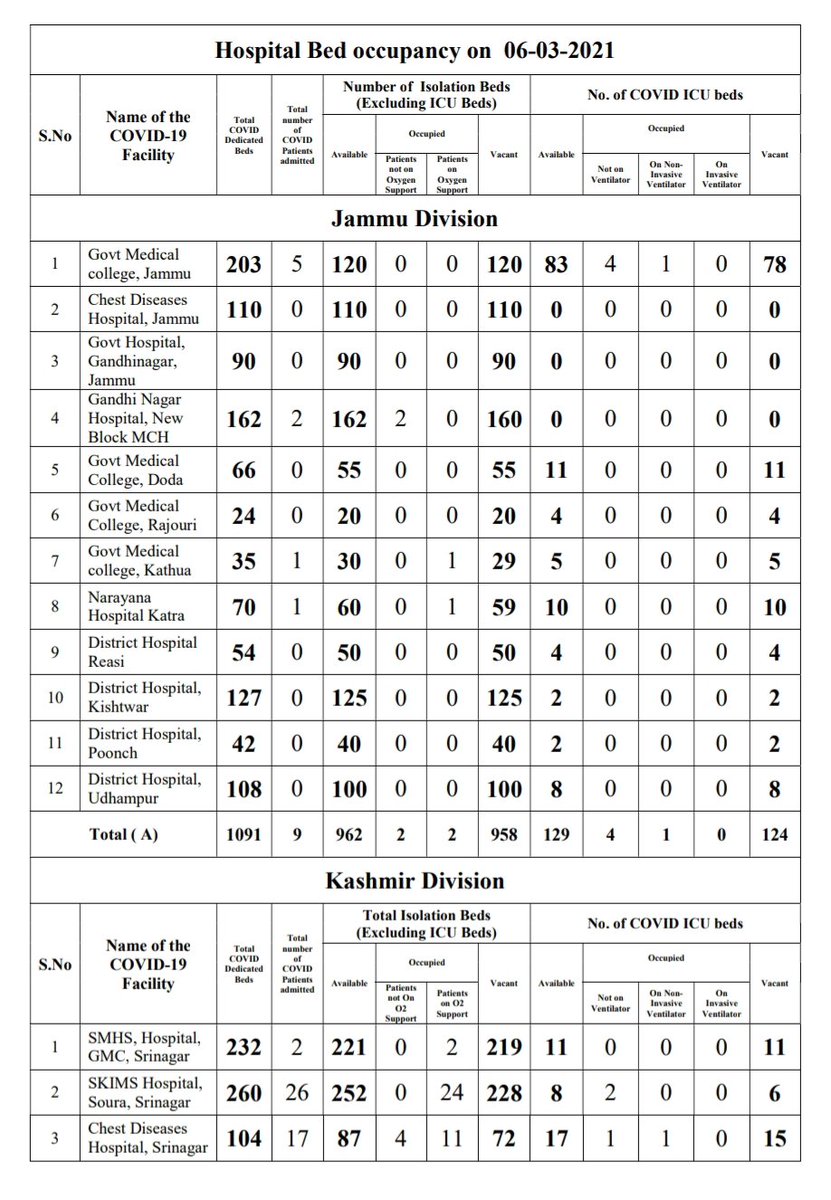 Hospital Bed occupancy on 06-03-2021
S.No
Name of the
COVID-19
Facility
Total
COVID
Dedicated
Beds
Total
number
of
COVID
Patients
admitted
Number of Isolation Beds
(Excluding ICU Beds)
No. of COVID ICU beds
Available
Occupied
Vacant
Available
Occupied
Vacant
Patients
not on
Oxygen
Support
Patients
on
Oxygen
Support
Not on
Ventilator
On Non-
Invasive
Ventilator
On
Invasive
Ventilator
Jammu Division
1 Govt Medical
college, Jammu 203 5 120 0 0 120 83 4 1 0 78
2 Chest Diseases
Hospital, Jammu 110 0 110 0 0 110 0 0 0 0 0
3 Govt Hospital,
Gandhinagar,
Jammu 90 0 90 0 0 90 0 0 0 0 0
4 Gandhi Nagar
Hospital, New
Block MCH 162 2 162 2 0 160 0 0 0 0 0
5 Govt Medical
College, Doda 66 0 55 0 0 55 11 0 0 0 11
6 Govt Medical
College, Rajouri 24 0 20 0 0 20 4 0 0 0 4
7 Govt Medical
college, Kathua 35 1 30 0 1 29 5 0 0 0 5
8 Narayana
Hospital Katra 70 1 60 0 1 59 10 0 0 0 10
9 District Hospital
Reasi 54 0 50 0 0 50 4 0 0 0 4
10 District Hospital,
Kishtwar 127 0 125 0 0 125 2 0 0 0 2
11 District Hospital,
Poonch 42 0 40 0 0 40 2 0 0 0 2
12 District Hospital,
Udhampur 108 0 100 0 0 100 8 0 0 0 8
Total ( A) 1091 9 962 2 2 958 129 4 1 0 124
Kashmir Division
S.No
Name of the
COVID-19
Facility
Total
COVID
Dedicated
Beds
Total
number
of
COVID
Patients
admitted
Total Isolation Beds
(Excluding ICU Beds)
No. of COVID ICU beds
Available
Occupied
Vacant
Available
Occupied
Vacant
Patients
not On
O2
Support
Patients
on O2
Support
Not on
Ventilator
On Non-
Invasive
Ventilator
On
Invasive
Ventilator
1 SMHS, Hospital,
GMC, Srinagar 232 2 221 0 2 219 11 0 0 0 11
2 SKIMS Hospital,
Soura, Srinagar 260 26 252 0 24 228 8 2 0 0 6
3 Chest Diseases
Hospital, Srinagar 104 17 87 4 11 72 17 1 1 0 15